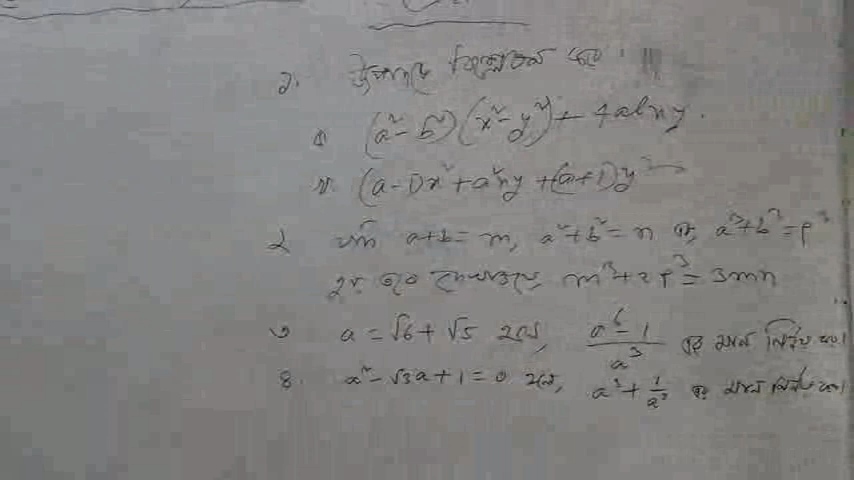 ১. উৎপাদকে বিশ্লেষণ কর।
ক (a²-b²)(x²-y²)+4abxy.
খ. (a-1)x²+a²xy+(a+1)y²
২ যদি a+b=m, a²+b²=n ও, a³+b³=p³
হয় তবে দেখাও যে, m³+2p³=3mn
৩ a=√6+√5 হলে, (a⁶-1)/a³ এর মান নির্ণয় কর।
৪. a²-√3a+1=0 হলে, a³+1/a³ এর মান নির্ণয় কর।